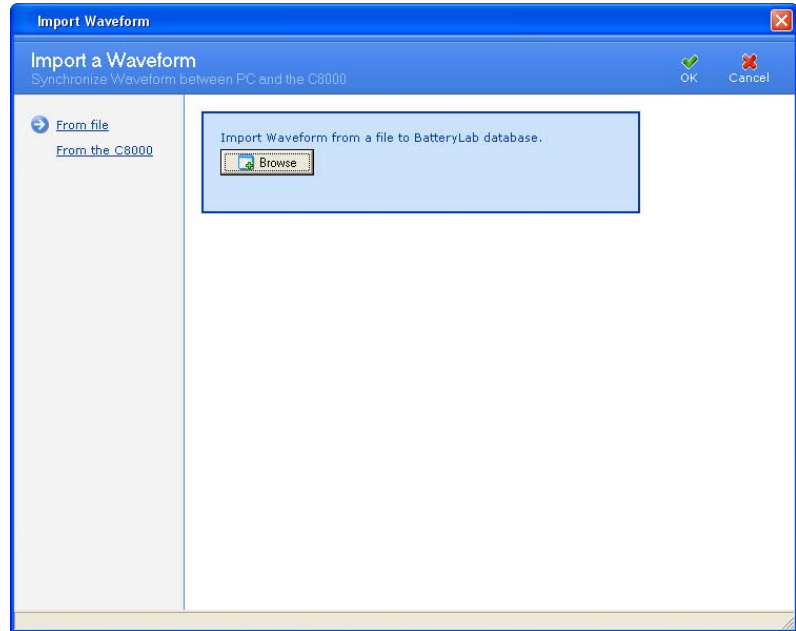 Import Waveform
Import a Waveform
Synchronize Waveform between PC and the C8000
OK
Cancel
From file
From the C8000
Import Waveform from a file to BatteryLab database.
Browse